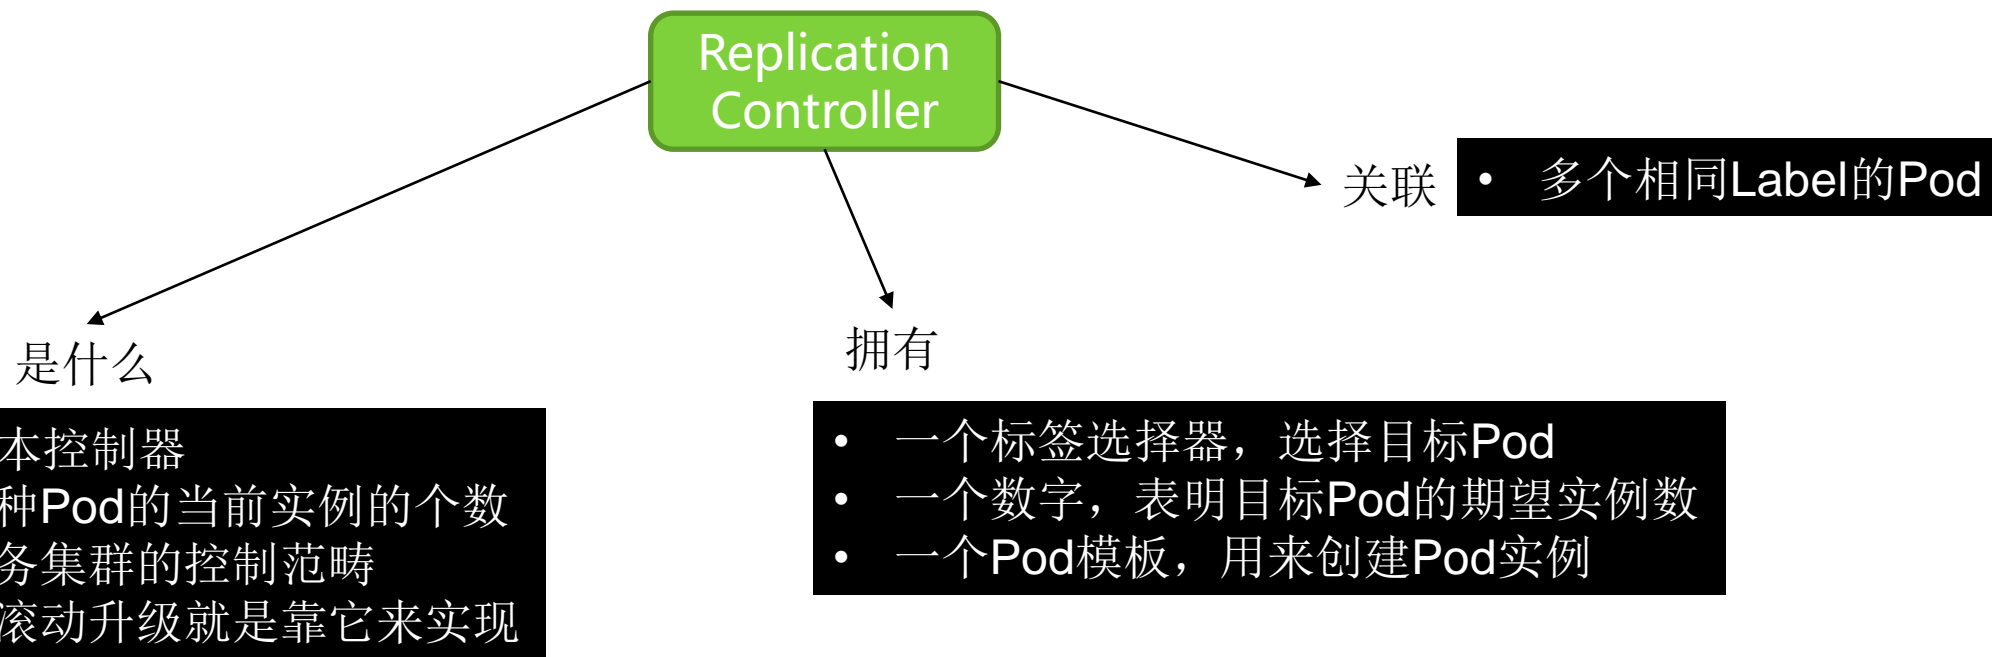 Replication
Controller
关联
• 多个相同Label的Pod
是什么
拥有
本控制器
种Pod的当前实例的个数
务集群的控制范畴
滚动升级就是靠它来实现
• 一个标签选择器，选择目标Pod
• 一个数字，表明目标Pod的期望实例数
• 一个Pod模板，用来创建Pod实例